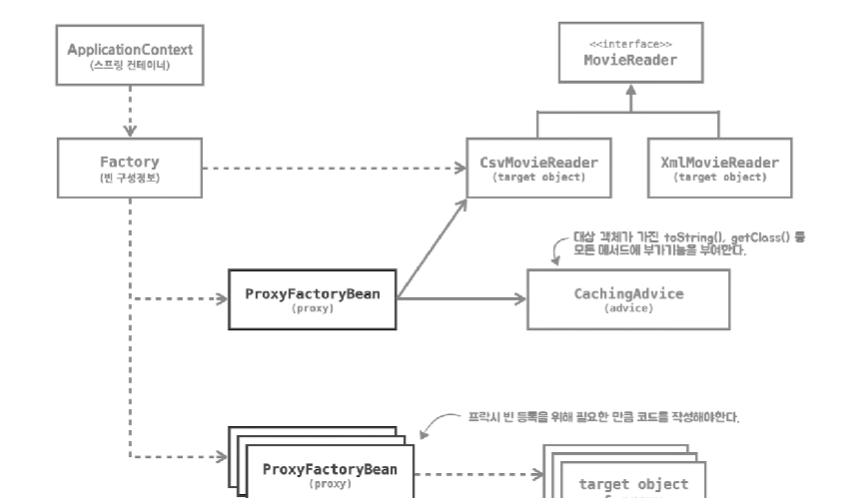 ApplicationContext
(스프링 컨테이너)
<<interface>>
MovieReader
Factory
(빈 구성정보)
CsvMovieReader
(target object)
XmlMovieReader
(target object)
대상 객체가 가진 toString(), getClass() 등
모든 메서드에 부가기능을 부여한다.
ProxyFactoryBean
(proxy)
CachingAdvice
(advice)
프락시 빈 등록을 위해 필요한 만큼 코드를 작성해야한다.
ProxyFactoryBean
(proxy)
target object